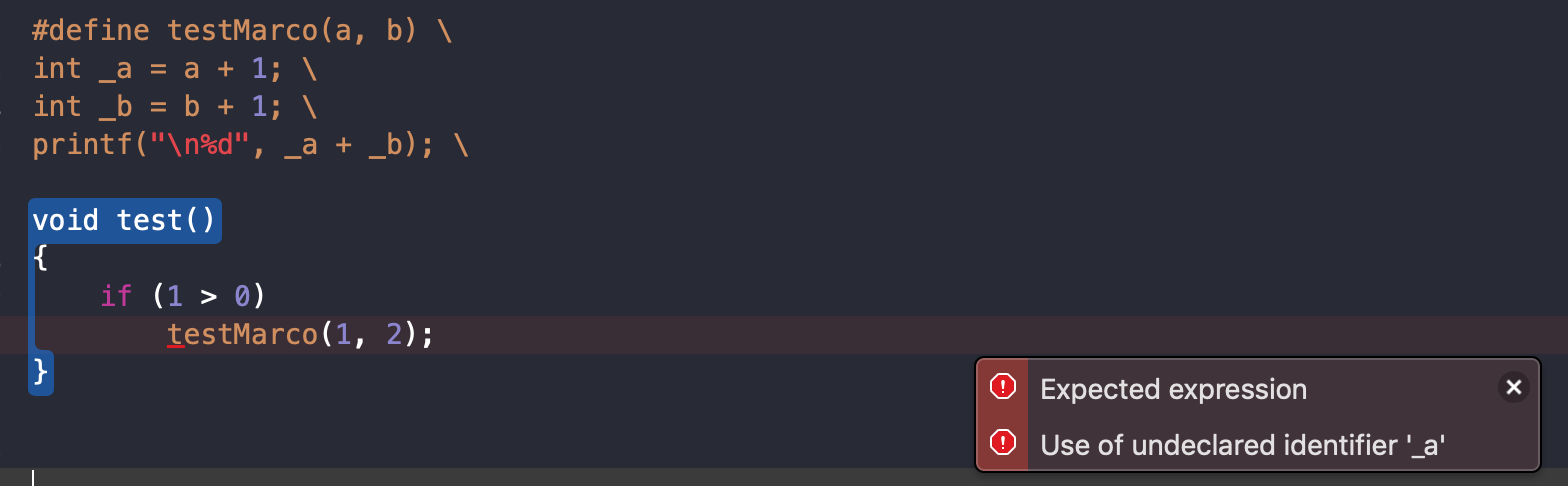 #define testMarco(a, b) \
int _a = a + 1; \
int _b = b + 1; \
printf("\n%d", _a + _b); \
void test()
{
if (1 > 0)
testMarco(1, 2);
}
Expected expression
Use of undeclared identifier '_a'